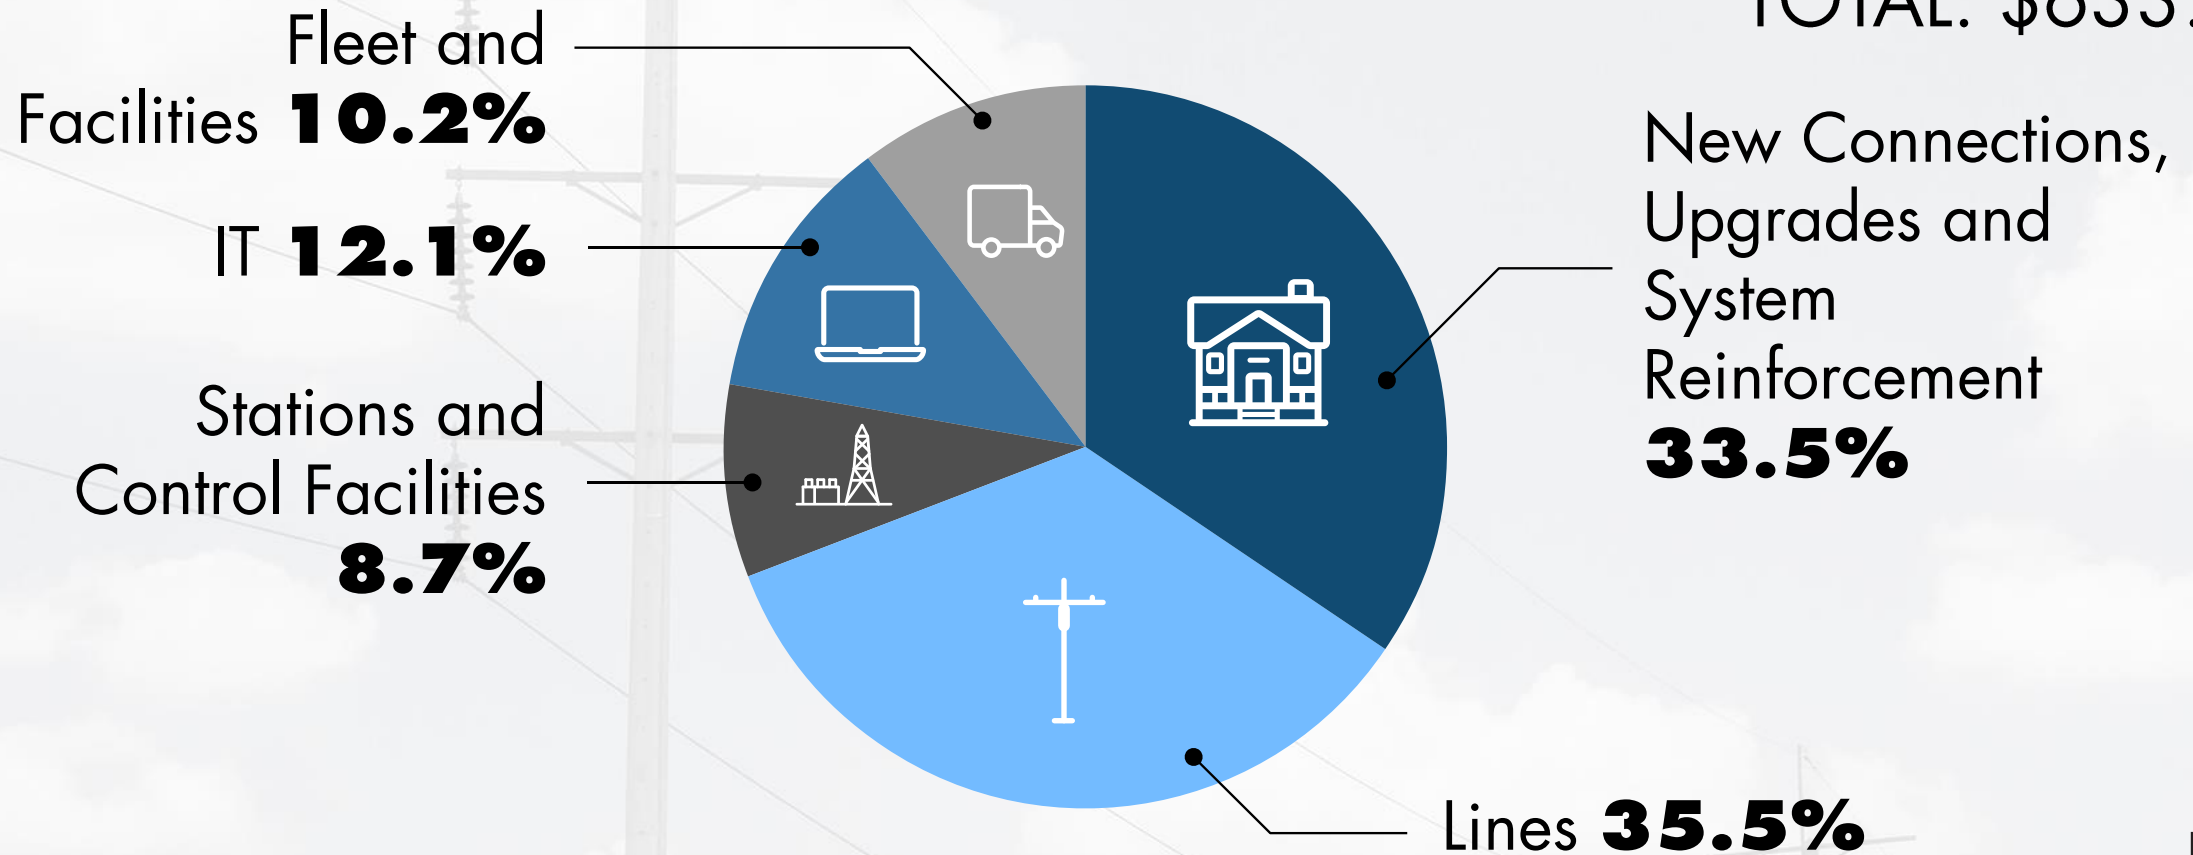 TOTAL:
Fleet and
Facilities 10.2%
IT 12.1%
Stations and
Control Facilities
8.7%
New Connections,
Upgrades and
System
Reinforcement
33.5%
Lines 35.5%